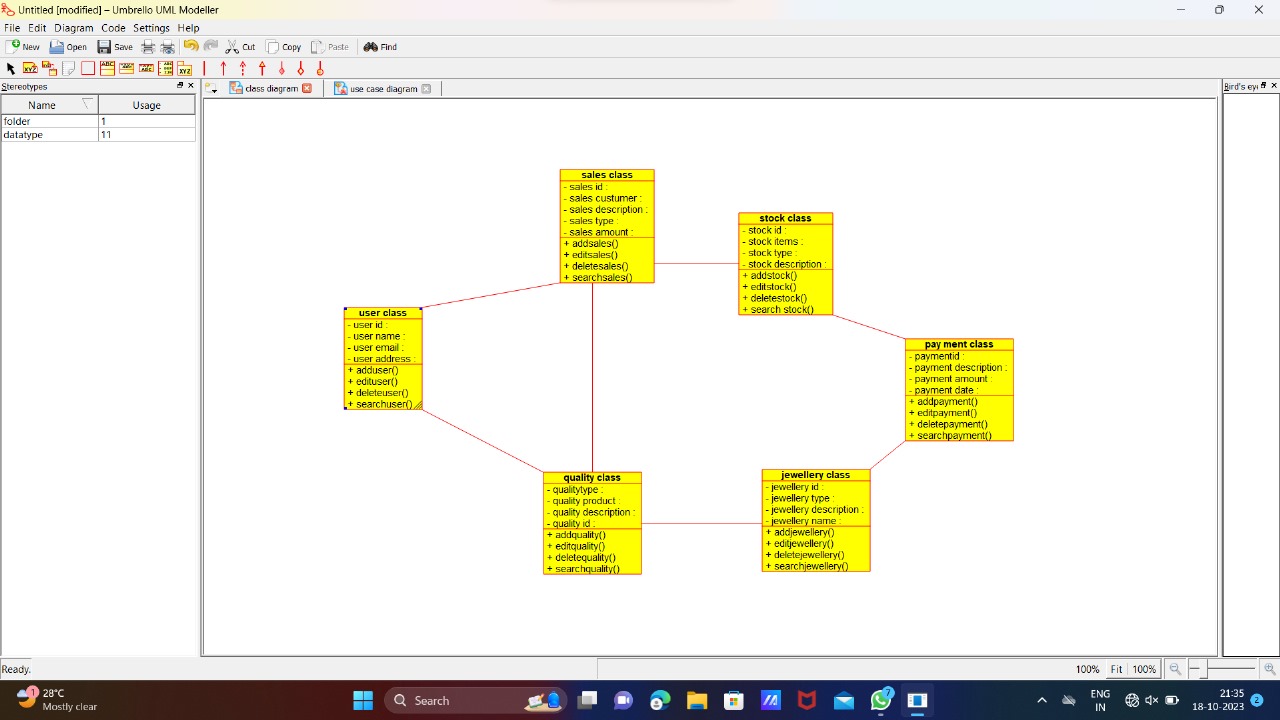 Untitled [modified] – Umbrello UML Modeller
File Edit Diagram Code Settings Help
New Open Save Cut Copy Paste Find
Stereotypes
class diagram use case diagram
Bird's eye
Name Usage
folder 1
datatype 11
sales class
- sales id :
- sales custumer :
- sales description :
- sales type :
- sales amount :
+ addsales()
+ editsales()
+ deletesales()
+ searchsales()
stock class
- stock id :
- stock items :
- stock type :
- stock description :
+ addstock()
+ editstock()
+ deletestock()
+ search stock()
user class
- user id :
- user name :
- user email :
- user address :
+ adduser()
+ edituser()
+ deleteuser()
+ searchuser()
pay ment class
- paymentid :
- payment description :
- payment amount :
- payment date :
+ addpayment()
+ editpayment()
+ deletepayment()
+ searchpayment()
quality class
- qualitytype :
- quality product :
- quality description :
- quality id :
+ addquality()
+ editquality()
+ deletequality()
+ searchquality()
jewellery class
- jewellery id :
- jewellery type :
- jewellery description :
- jewellery name :
+ addjewellery()
+ editjewellery()
+ deletejewellery()
+ searchjewellery()
Ready.
100% Fit 100%
1
28°C
Mostly clear
Search
7
ENG
IN
21:35
18-10-2023
2